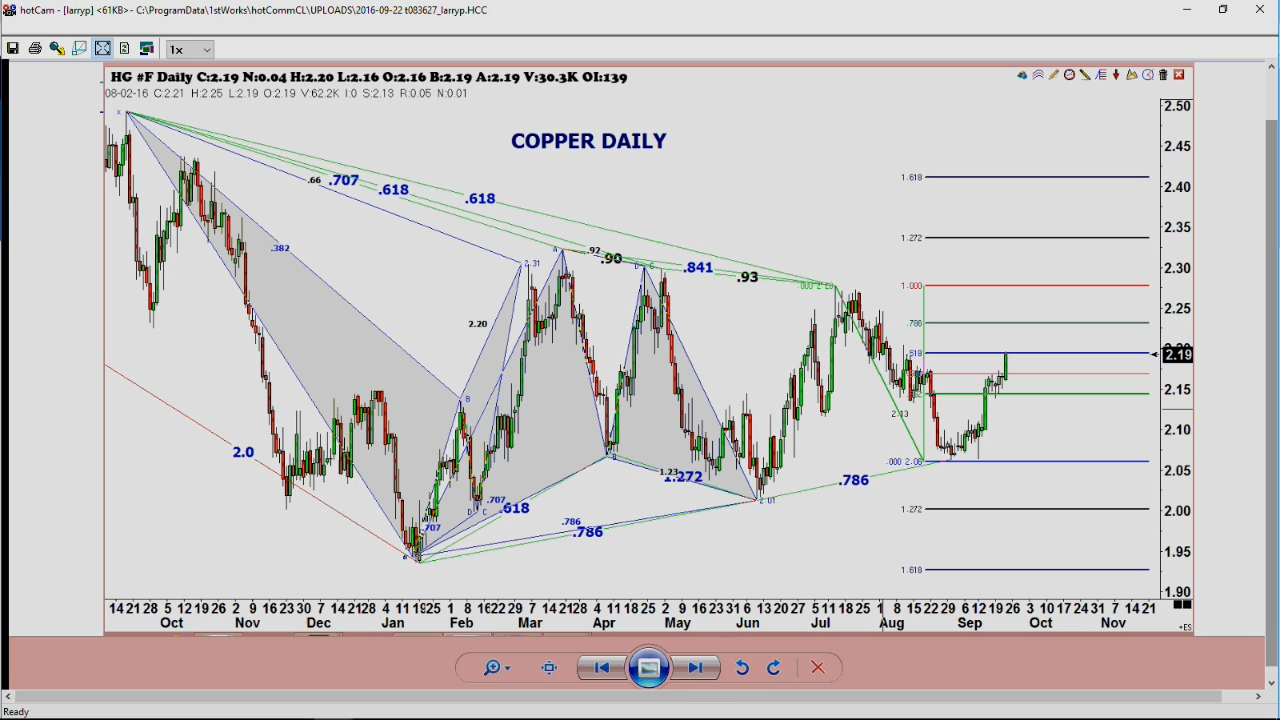 hotCam - [larryp] <61KB> - C:\ProgramData\1stWorks\hotCommCL\UPLOADS\2016-09-22 t083627_larryp.HCC
1x
HG #F Daily C:2.19 N:0.04 H:2.20 L:2.16 O:2.16 B:2.19 A:2.19 V:30.3K OI:139
08-02-16 C:2.21 H:2.25 L:2.19 O:2.19 V:62.2K I:0 S:2.13 R:0.05 N:0.01
COPPER DAILY
X
.66 .707 .618 .618
.382
2.20
2.31
A
.92 .90
D C
.841
.93
000 2.28
B
2.0
D C
.707
.618
.707
B
1.23
1.272
.786
.786
2.01
.786
2.13
1.618
1.272
1.000
.786
.618
.000 2.06
1.272
1.618
2.50
2.45
2.40
2.35
2.30
2.25
2.19
2.15
2.10
2.05
2.00
1.95
1.90
14 21 28 5 12 19 26 2 9 16 23 30 7 14 21 28 4 11 19 25 1 8 16 22 29 7 14 21 28 4 11 18 25 2 9 16 23 31 6 13 20 27 5 11 18 25 1 8 15 22 29 6 12 19 26 3 10 17 24 31 7 14 21
Oct Nov Dec Jan Feb Mar Apr May Jun Jul Aug Sep Oct Nov
+ES
Ready